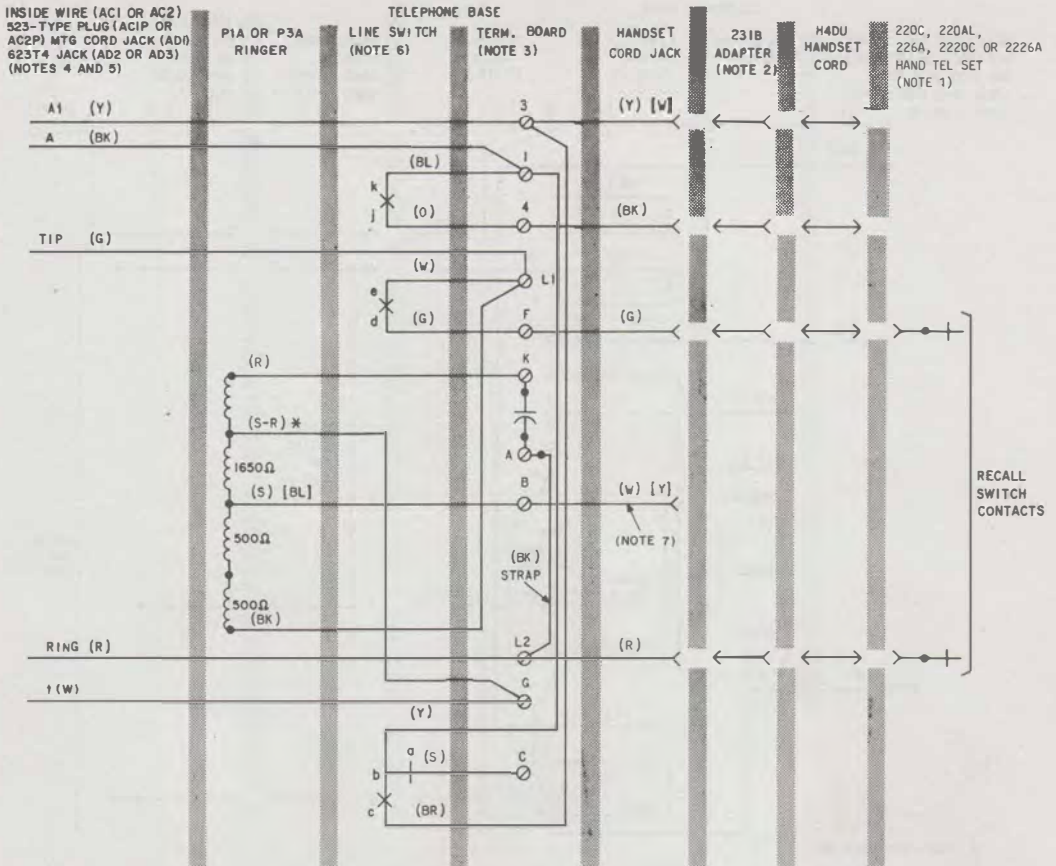 INSIDE WIRE (AC1 OR AC2)
523-TYPE PLUG (AC1P OR
AC2P) MTG CORD JACK (AD1)
623T4 JACK (AD2 OR AD3)
(NOTES 4 AND 5)
P1A OR P3A
RINGER
TELEPHONE BASE
LINE SWITCH
(NOTE 6)
TERM. BOARD
(NOTE 3)
HANDSET
CORD JACK
231B
ADAPTER
(NOTE 2)
H4DU
HANDSET
CORD
220C, 220AL,
226A, 2220C OR 2226A
HAND TEL SET
(NOTE 1)
A1 (Y)
3
(Y) [W]
A (BK)
(BL)
1
k
j
(O)
4
(BK)
TIP (G)
(W)
L1
e
d
(G)
F
(G)
(R)
K
(S-R) *
A
1650Ω
(S) [BL]
B
(W) [Y]
(NOTE 7)
500Ω
(BK)
STRAP
500Ω
(BK)
RECALL
SWITCH
CONTACTS
RING (R)
L2
(R)
G
† (W)
(Y)
a
(S)
C
b
c
(BR)